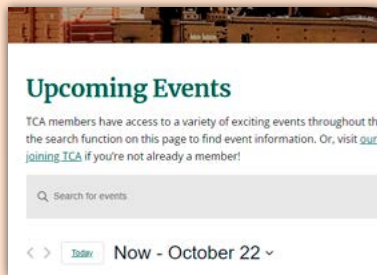 Upcoming Events
TCA members have access to a variety of exciting events throughout th
the search function on this page to find event information. Or, visit our
joining TCA if you're not already a member!
Search for events
Today Now - October 22